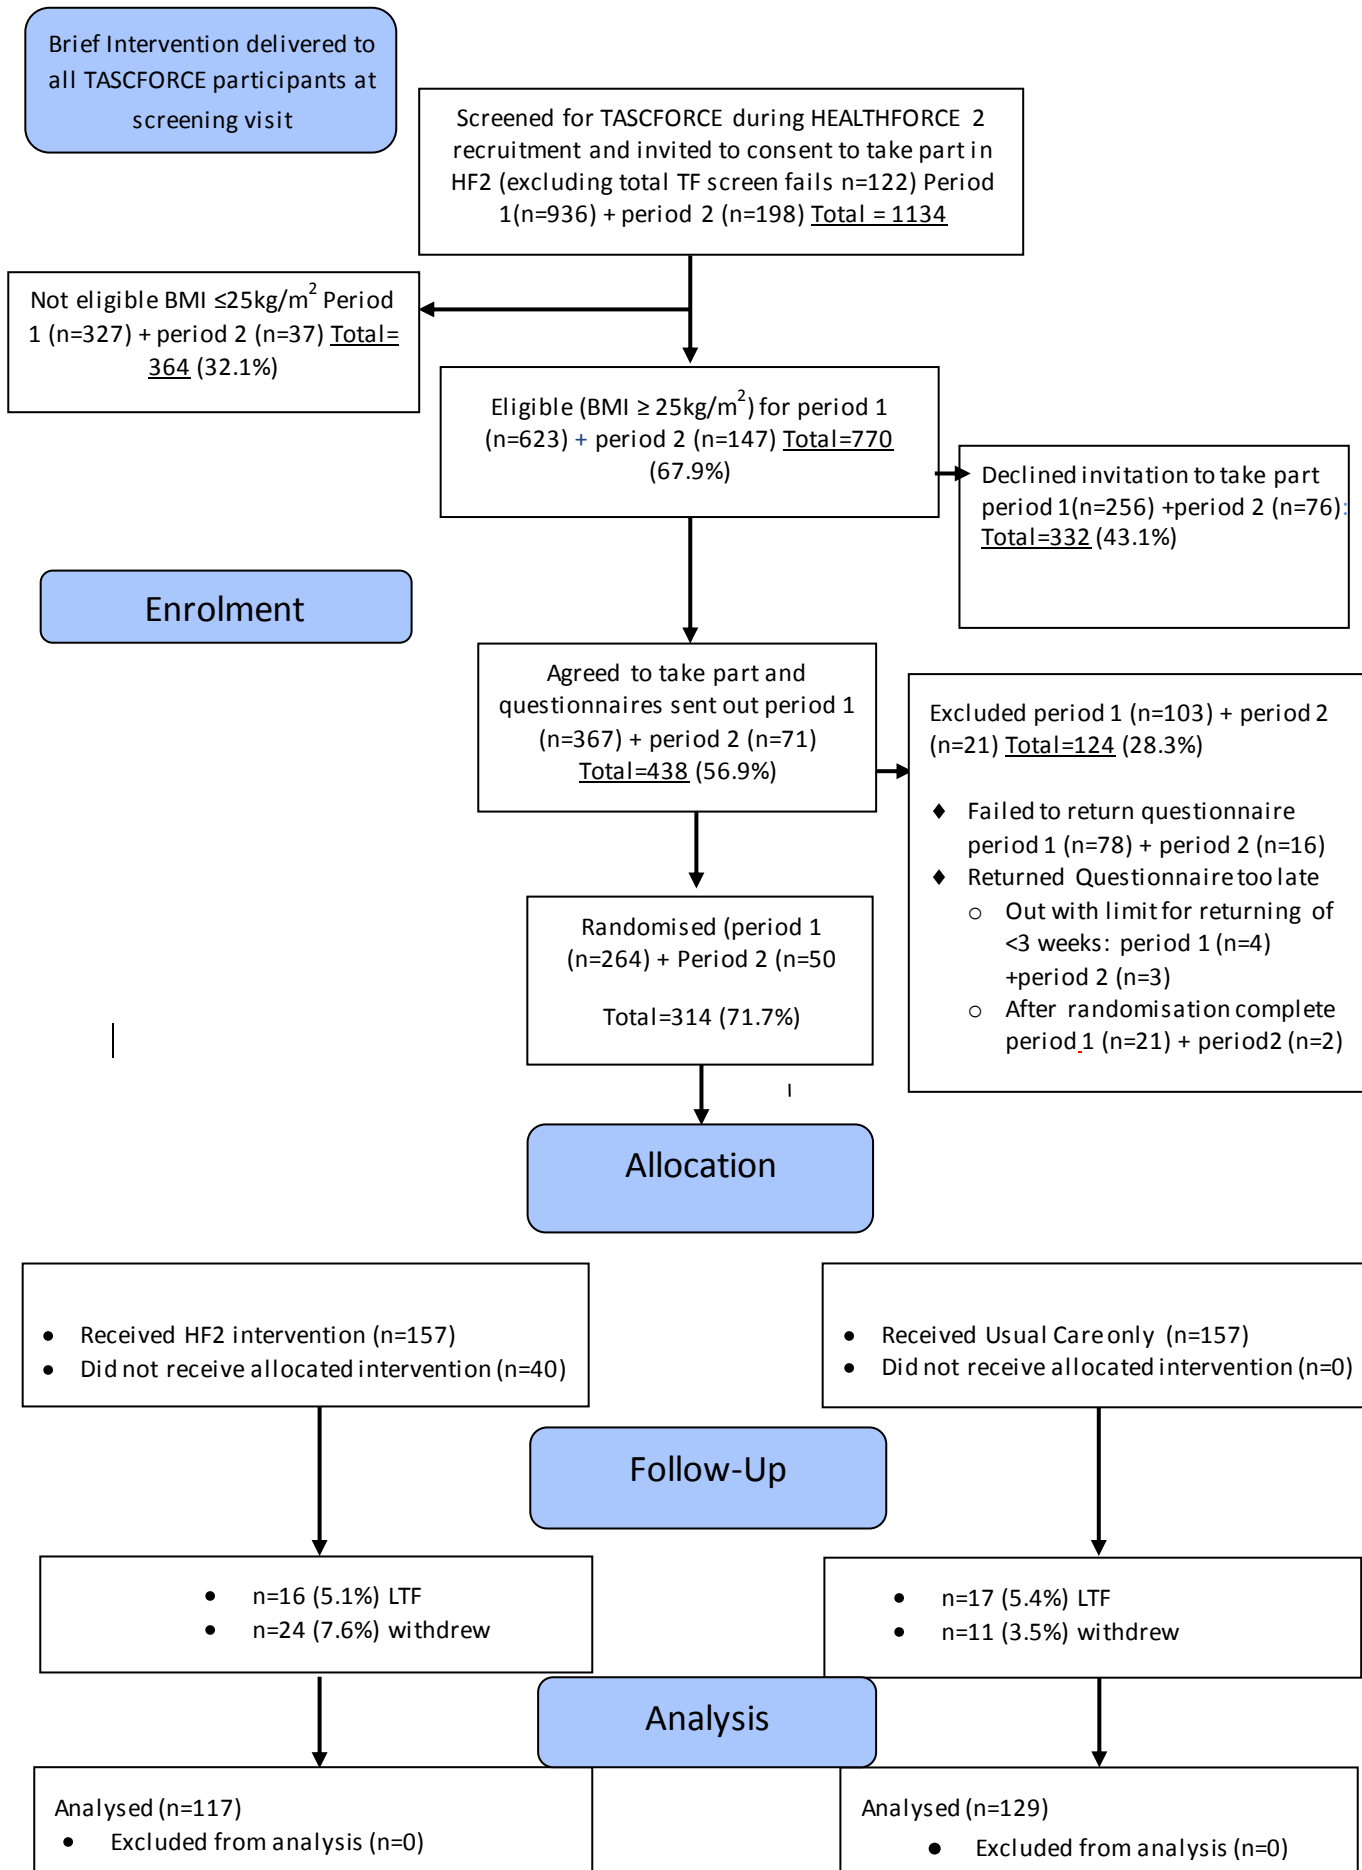 Brief Intervention delivered to
all TASCFORCE participants at
screening visit
Screened for TASCFORCE during HEALTHFORCE 2
recruitment and invited to consent to take part in
HF2 (excluding total TF screen fails n=122) Period
1(n=936) + period 2 (n=198) Total = 1134
Not eligible BMI ≤25kg/m² Period
1 (n=327) + period 2 (n=37) Total=
364 (32.1%)
Eligible (BMI ≥ 25kg/m²) for period 1
(n=623) + period 2 (n=147) Total=770
(67.9%)
Declined invitation to take part
period 1(n=256) +period 2 (n=76):
Total=332 (43.1%)
Enrolment
Agreed to take part and
questionnaires sent out period 1
(n=367) + period 2 (n=71)
Total=438 (56.9%)
Excluded period 1 (n=103) + period 2
(n=21) Total=124 (28.3%)
♦ Failed to return questionnaire
period 1 (n=78) + period 2 (n=16)
♦ Returned Questionnaire too late
o Out with limit for returning of
<3 weeks: period 1 (n=4)
+period 2 (n=3)
o After randomisation complete
period 1 (n=21) + period2 (n=2)
Randomised (period 1
(n=264) + Period 2 (n=50
Total=314 (71.7%)
Allocation
• Received HF2 intervention (n=157)
• Did not receive allocated intervention (n=40)
• Received Usual Care only (n=157)
• Did not receive allocated intervention (n=0)
Follow-Up
• n=16 (5.1%) LTF
• n=24 (7.6%) withdrew
• n=17 (5.4%) LTF
• n=11 (3.5%) withdrew
Analysis
Analysed (n=117)
• Excluded from analysis (n=0)
Analysed (n=129)
• Excluded from analysis (n=0)